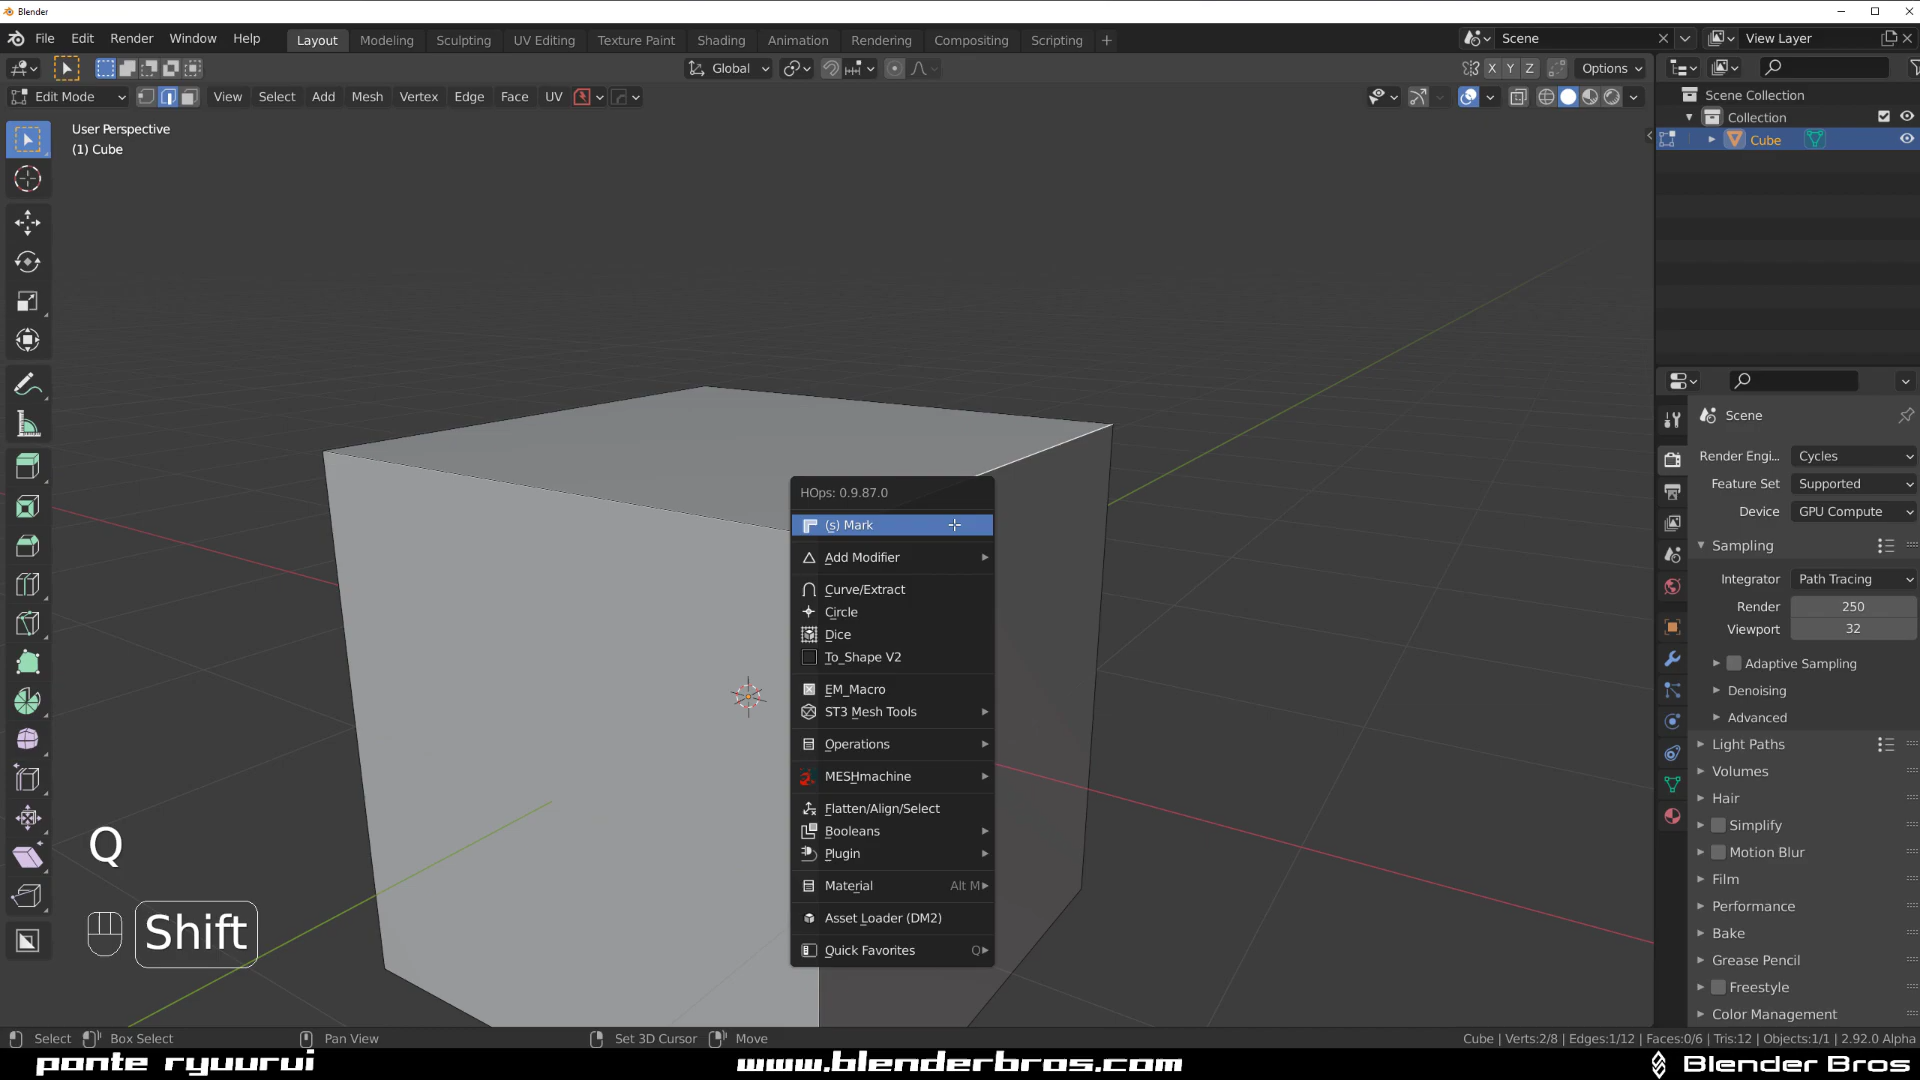 Blender
File Edit Render Window Help Layout Modeling Sculpting UV Editing Texture Paint Shading Animation Rendering Compositing Scripting + Scene View Layer
Global X Y Z Options
Edit Mode View Select Add Mesh Vertex Edge Face UV
User Perspective
(1) Cube
Scene Collection
Collection
Cube
HOps: 0.9.87.0
(s) Mark
Add Modifier
Curve/Extract
Circle
Dice
To_Shape V2
EM_Macro
ST3 Mesh Tools
Operations
MESHmachine
Flatten/Align/Select
Booleans
Plugin
Material Alt M
Asset Loader (DM2)
Quick Favorites Q
Q
Shift
Scene
Render Engi... Cycles
Feature Set Supported
Device GPU Compute
Sampling
Integrator Path Tracing
Render 250
Viewport 32
Adaptive Sampling
Denoising
Advanced
Light Paths
Volumes
Hair
Simplify
Motion Blur
Film
Performance
Bake
Grease Pencil
Freestyle
Color Management
Select Box Select Pan View Set 3D Cursor Move Cube | Verts:2/8 | Edges:1/12 | Faces:0/6 | Tris:12 | Objects:1/1 | 2.92.0 Alpha
ponte ryuurui www.blenderbros.com Blender Bros